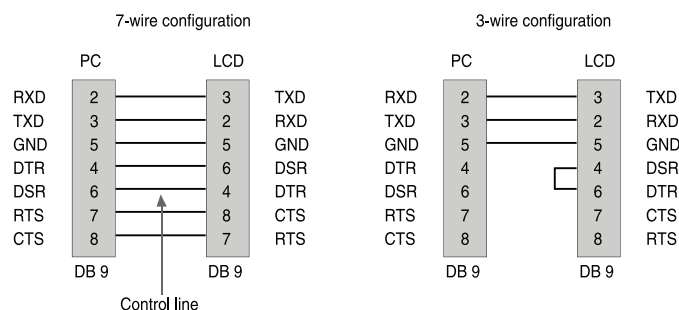 7-wire configuration
PC LCD
RXD 2 3 TXD
TXD 3 2 RXD
GND 5 5 GND
DTR 4 6 DSR
DSR 6 4 DTR
RTS 7 8 CTS
CTS 8 7 RTS
DB 9 DB 9
Control line
3-wire configuration
PC LCD
RXD 2 3 TXD
TXD 3 2 RXD
GND 5 5 GND
DTR 4 4 DSR
DSR 6 6 DTR
RTS 7 7 CTS
CTS 8 8 RTS
DB 9 DB 9